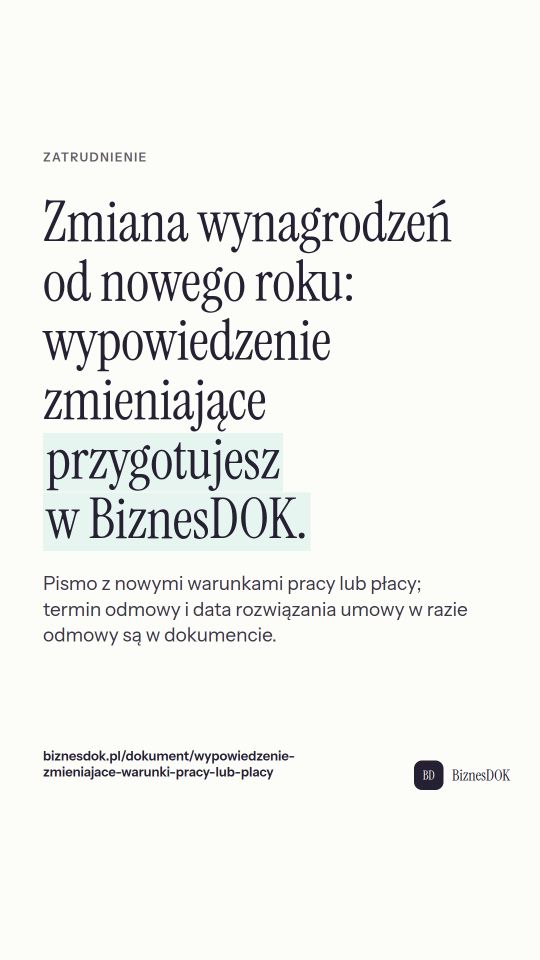 ZATRUDNIENIE
Zmiana wynagrodzeń
od nowego roku:
wypowiedzenie
zmieniające
przygotujesz
w BiznesDOK.
Pismo z nowymi warunkami pracy lub płacy;
termin odmowy i data rozwiązania umowy w razie
odmowy są w dokumencie.
biznesdok.pl/dokument/wypowiedzenie-
zmieniajace-warunki-pracy-lub-placy
BD BiznesDOK